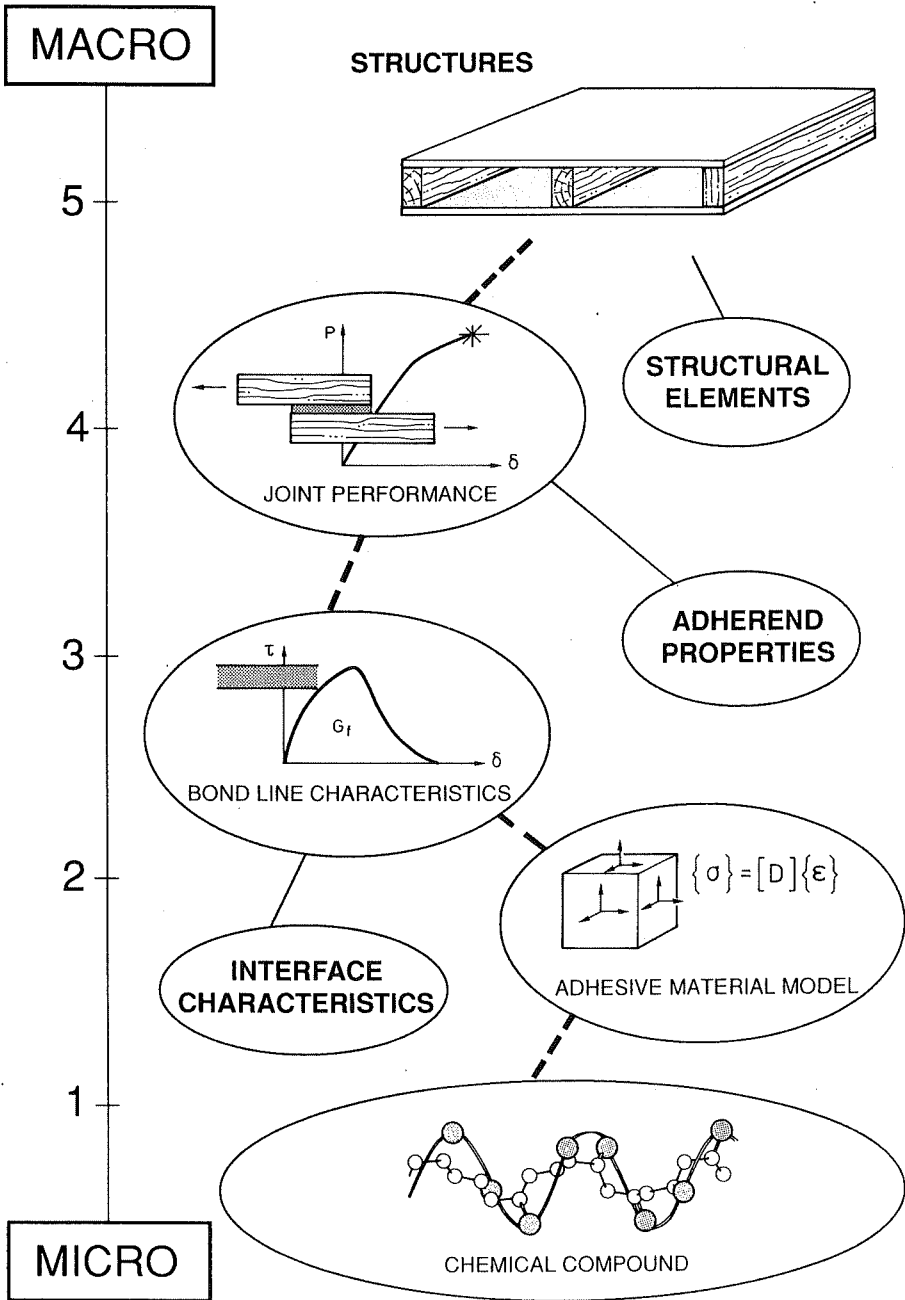 MACRO
STRUCTURES
5
P
STRUCTURAL
ELEMENTS
4
δ
JOINT PERFORMANCE
ADHEREND
PROPERTIES
3
τ
G_f
δ
BOND LINE CHARACTERISTICS
2
{σ} = [D]{ε}
INTERFACE
CHARACTERISTICS
ADHESIVE MATERIAL MODEL
1
CHEMICAL COMPOUND
MICRO